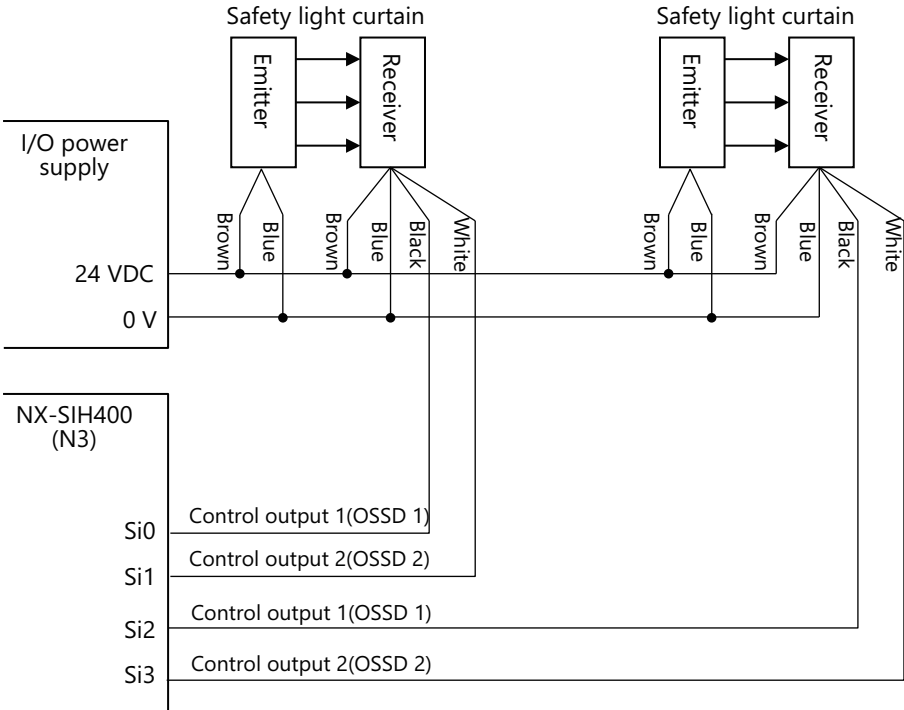 Safety light curtain
Safety light curtain
Emitter
Receiver
Emitter
Receiver
I/O power
supply
Brown
Blue
Brown
Blue
Black
White
Brown
Blue
Brown
Blue
Black
White
24 VDC
0 V
NX-SIH400
(N3)
Si0
Control output 1(OSSD 1)
Si1
Control output 2(OSSD 2)
Si2
Control output 1(OSSD 1)
Si3
Control output 2(OSSD 2)